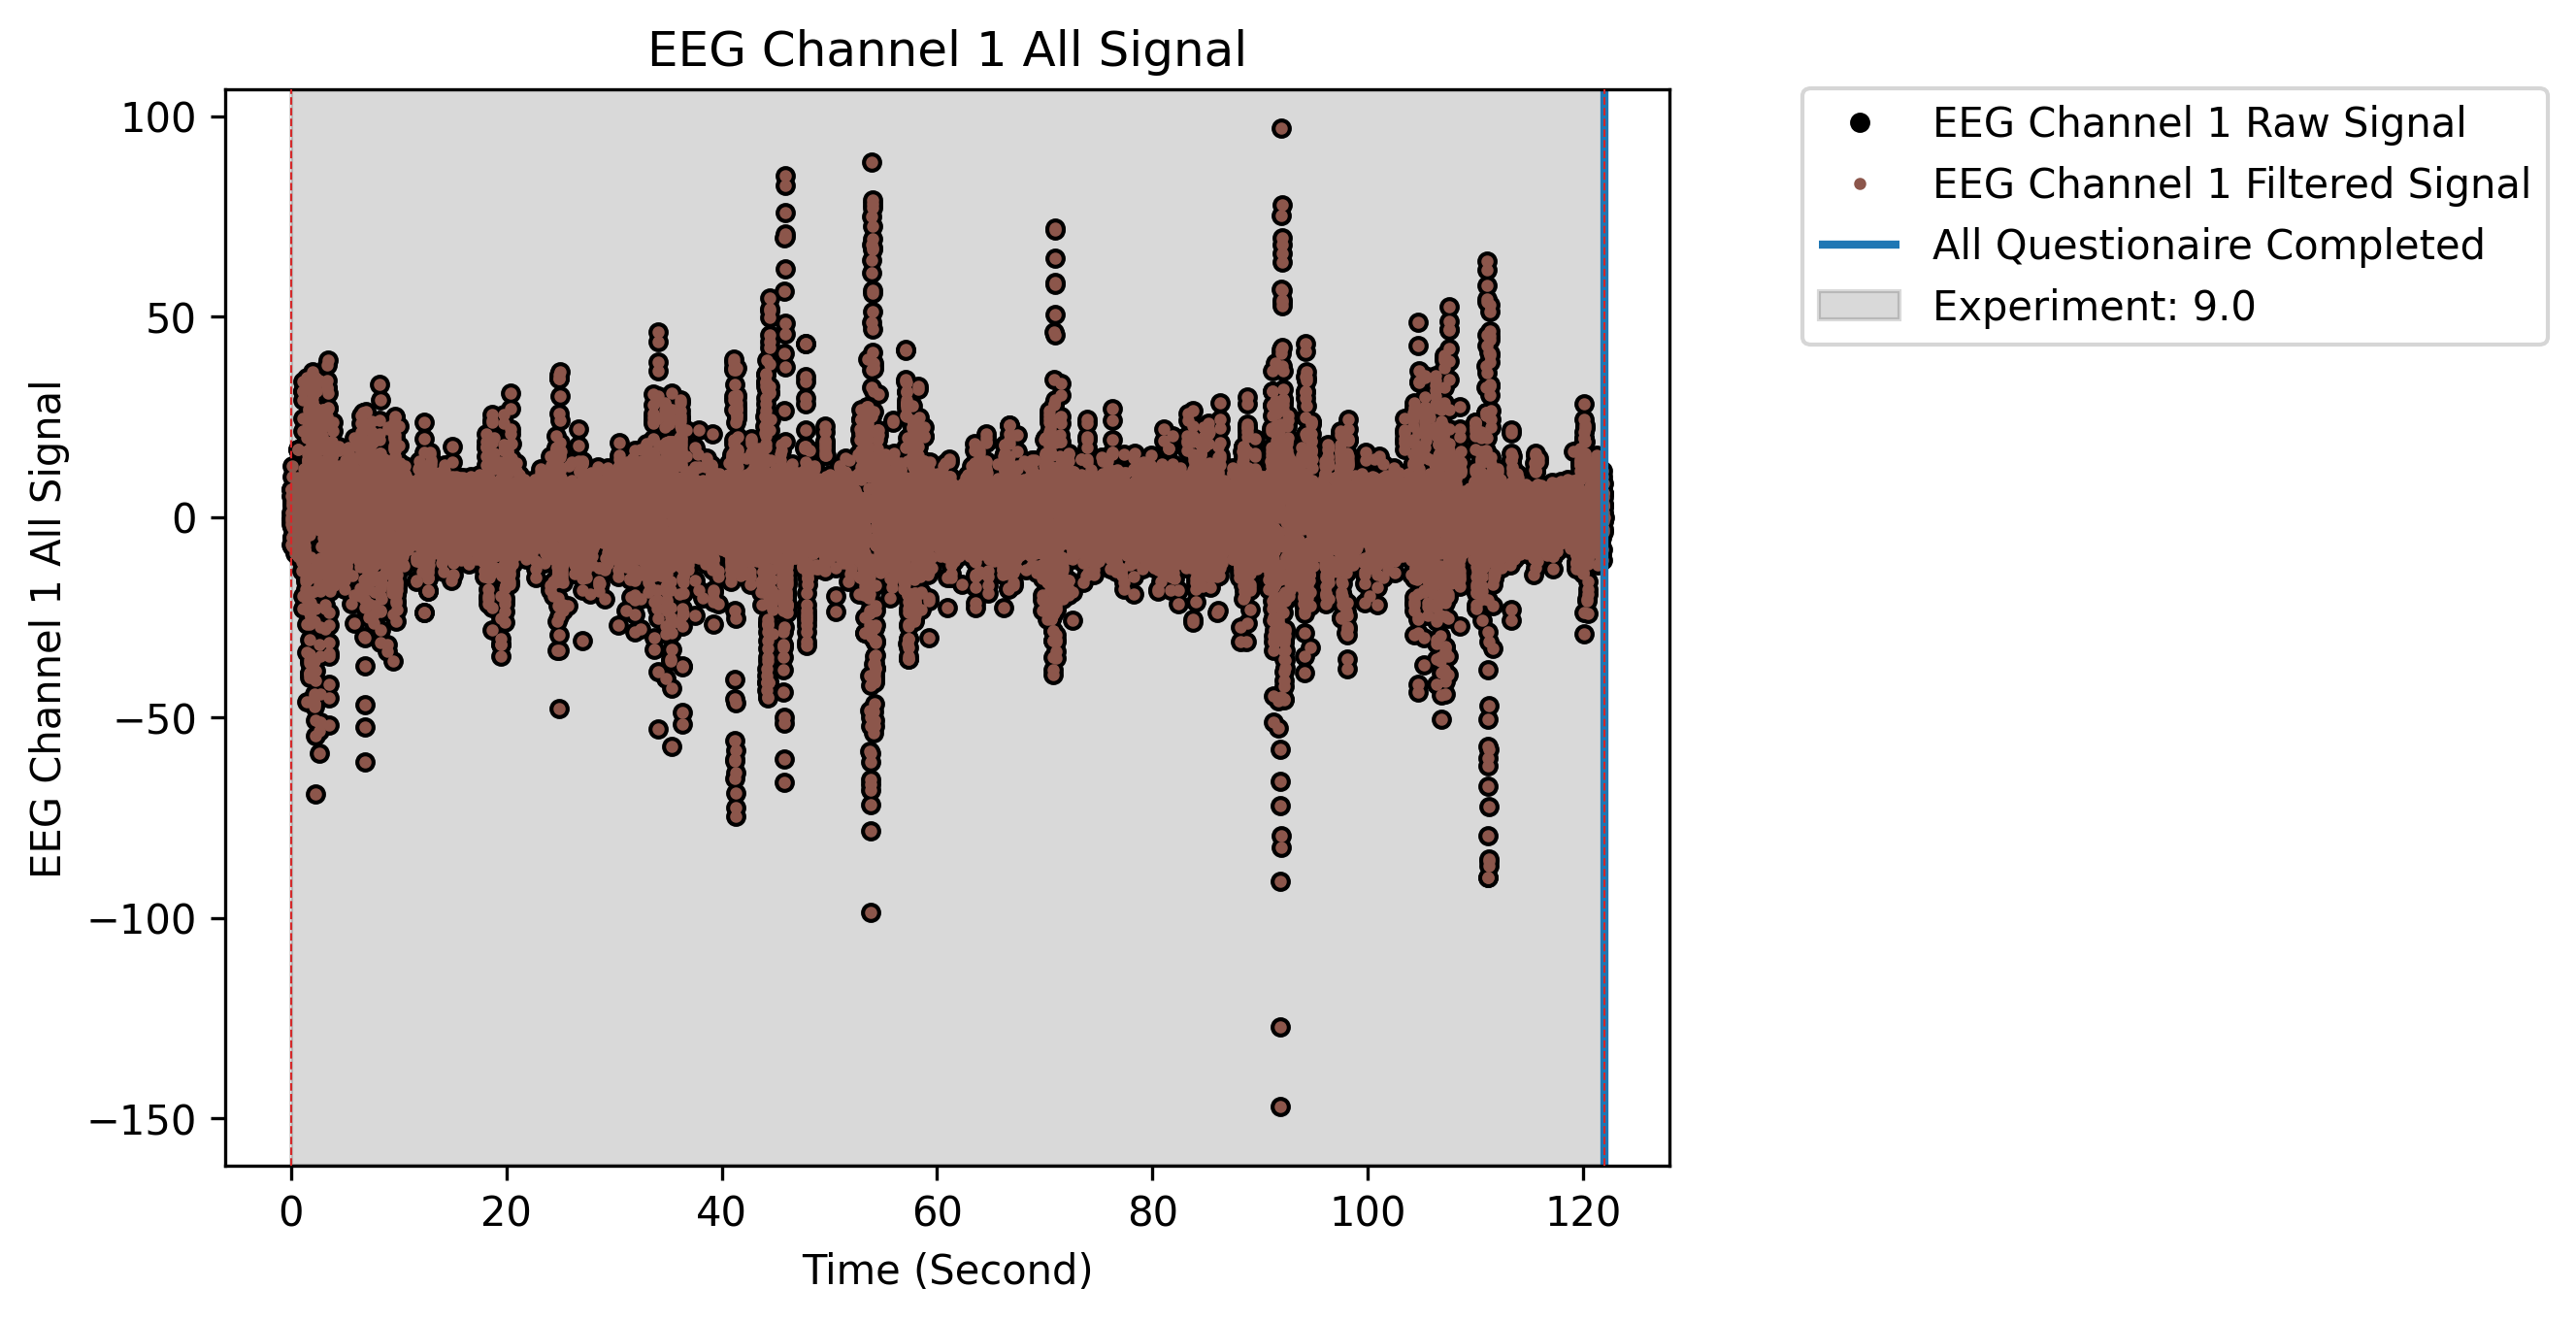 EEG Channel 1 All Signal
EEG Channel 1 All Signal
100
50
0
−50
−100
−150
0 20 40 60 80 100 120
Time (Second)
EEG Channel 1 Raw Signal
EEG Channel 1 Filtered Signal
All Questionaire Completed
Experiment: 9.0